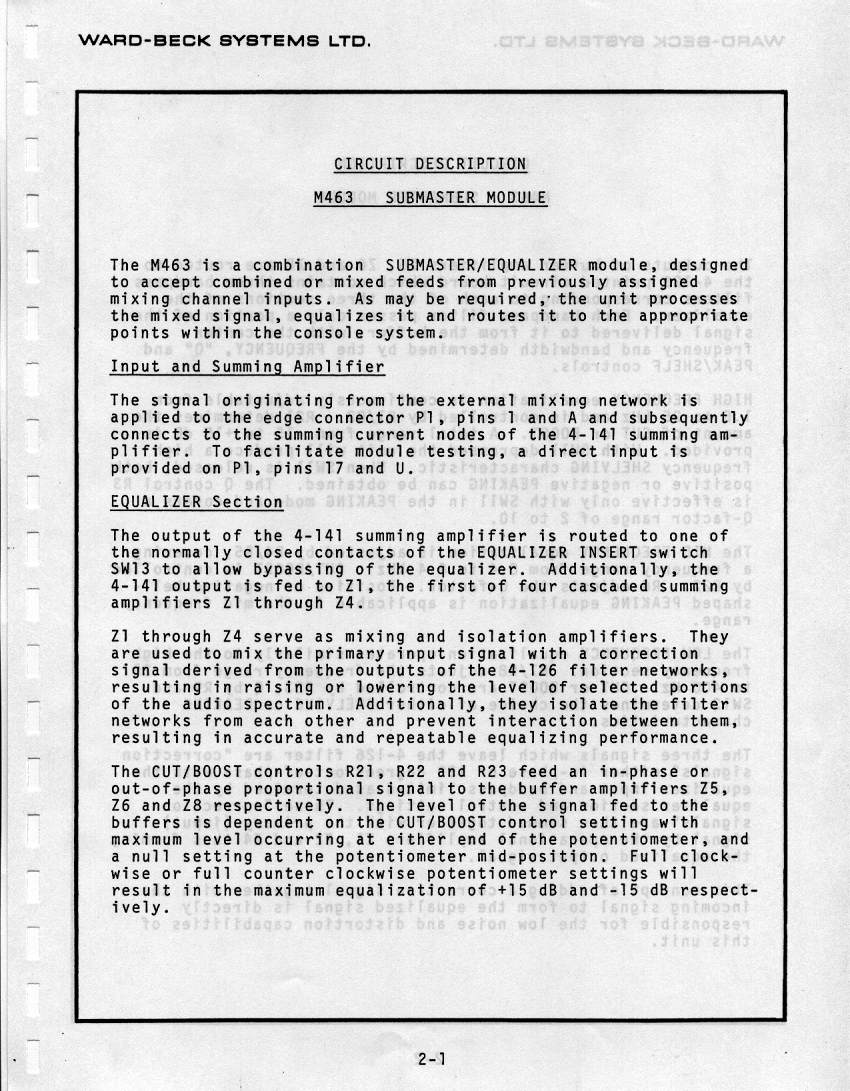 WARD-BECK SYSTEMS LTD.
CIRCUIT DESCRIPTION
M463 SUBMASTER MODULE
The M463 is a combination SUBMASTER/EQUALIZER module, designed
to accept combined or mixed feeds from previously assigned
mixing channel inputs. As may be required, the unit processes
the mixed signal, equalizes it and routes it to the appropriate
points within the console system.
Input and Summing Amplifier
The signal originating from the external mixing network is
applied to the edge connector P1, pins 1 and A and subsequently
connects to the summing current nodes of the 4-141 summing am-
plifier. To facilitate module testing, a direct input is
provided on P1, pins 17 and U.
EQUALIZER Section
The output of the 4-141 summing amplifier is routed to one of
the normally closed contacts of the EQUALIZER INSERT switch
SW13 to allow bypassing of the equalizer. Additionally, the
4-141 output is fed to Z1, the first of four cascaded summing
amplifiers Z1 through Z4.
Z1 through Z4 serve as mixing and isolation amplifiers. They
are used to mix the primary input signal with a correction
signal derived from the outputs of the 4-126 filter networks,
resulting in raising or lowering the level of selected portions
of the audio spectrum. Additionally, they isolate the filter
networks from each other and prevent interaction between them,
resulting in accurate and repeatable equalizing performance.
The CUT/BOOST controls R21, R22 and R23 feed an in-phase or
out-of-phase proportional signal to the buffer amplifiers Z5,
Z6 and Z8 respectively. The level of the signal fed to the
buffers is dependent on the CUT/BOOST control setting with
maximum level occurring at either end of the potentiometer, and
a null setting at the potentiometer mid-position. Full clock-
wise or full counter clockwise potentiometer settings will
result in the maximum equalization of +15 dB and -15 dB respect-
ively.
2-1